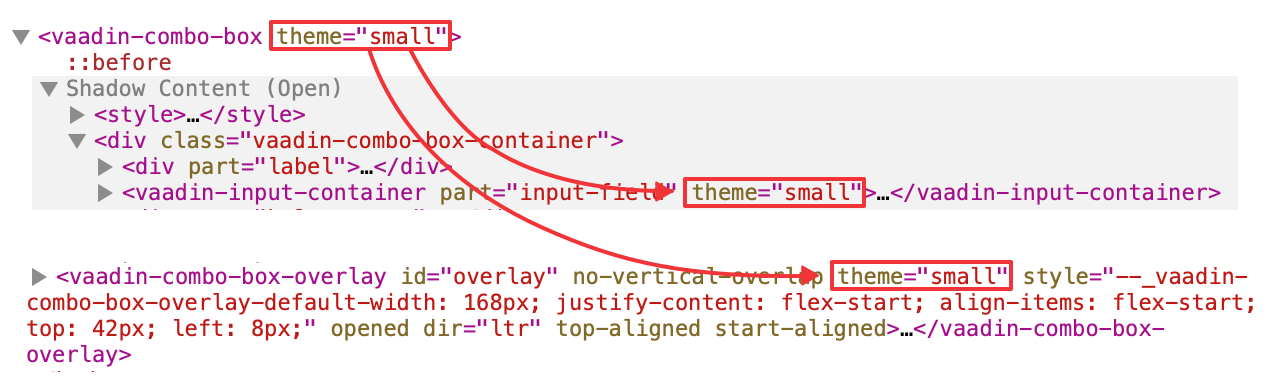 ▼ <vaadin-combo-box theme="small">
::before
▼ Shadow Content (Open)
▶ <style>…</style>
▼ <div class="vaadin-combo-box-container">
▶ <div part="label">…</div>
▶ <vaadin-input-container part="input-field" theme="small">…</vaadin-input-container>
▶ <vaadin-combo-box-overlay id="overlay" no-vertical-overlap theme="small" style="--_vaadin-
combo-box-overlay-default-width: 168px; justify-content: flex-start; align-items: flex-start;
top: 42px; left: 8px;" opened dir="ltr" top-aligned start-aligned>…</vaadin-combo-box-
overlay>